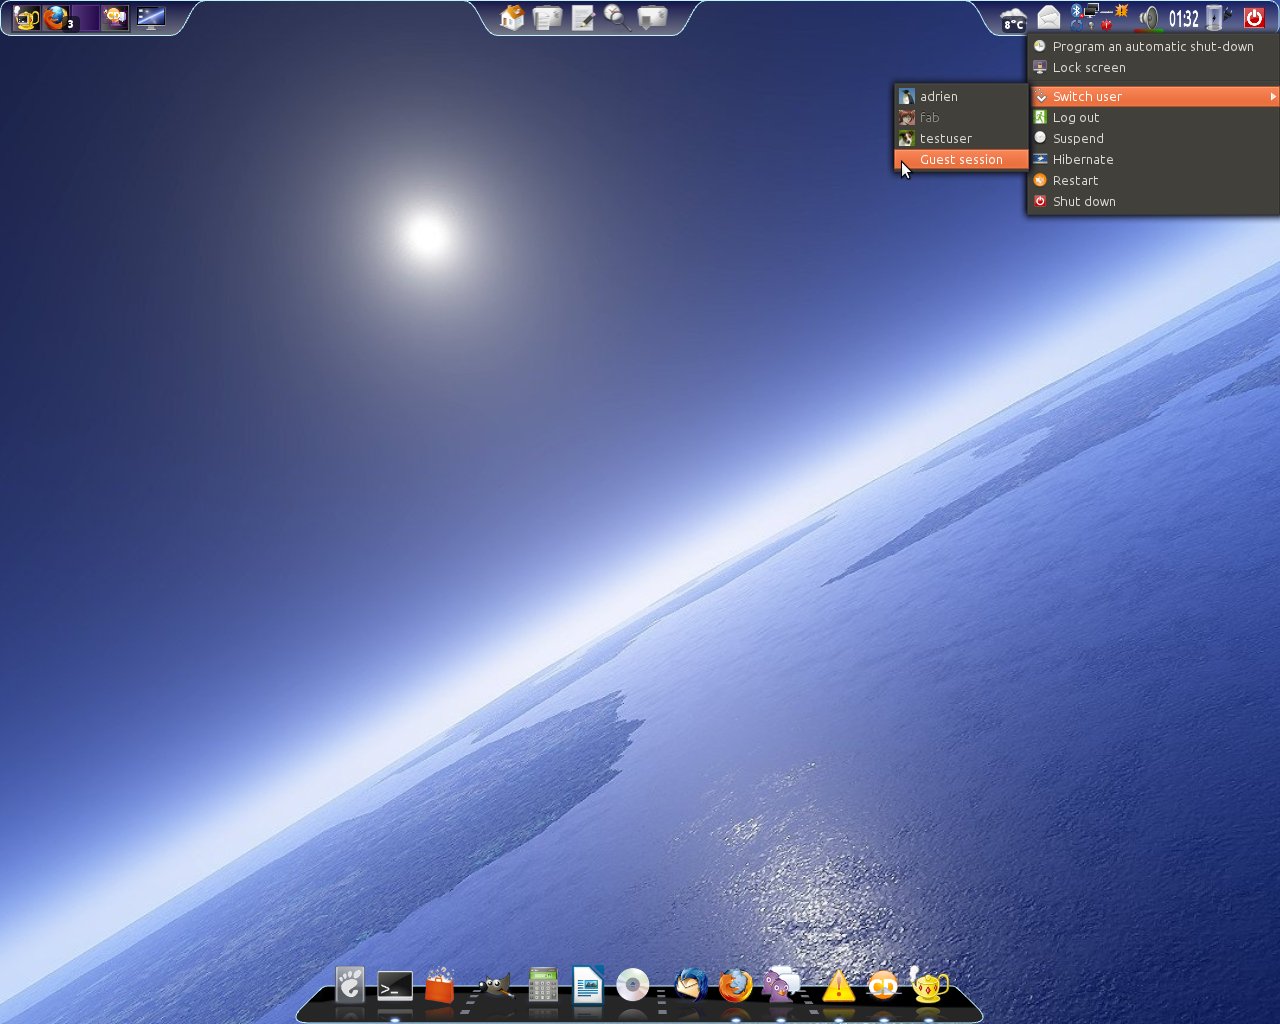 3
8°C
01:32
Program an automatic shut-down
Lock screen
Switch user
Log out
Suspend
Hibernate
Restart
Shut down
adrien
fab
testuser
Guest session
>_
CD